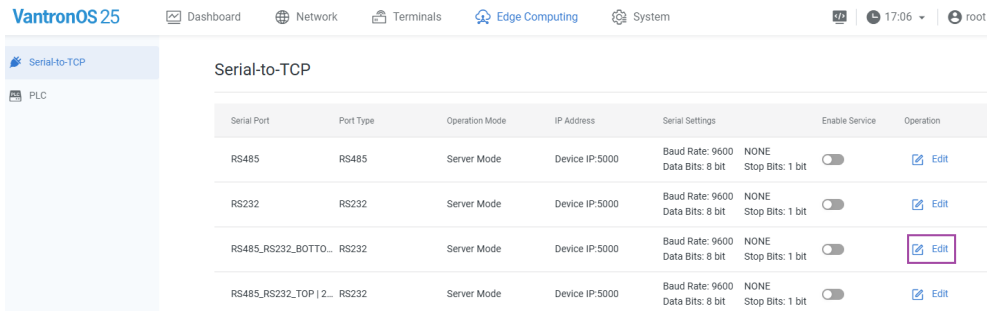 VantronOS 25 Dashboard Network Terminals Edge Computing System 17:06 root
Serial-to-TCP
PLC
Serial-to-TCP
Serial Port Port Type Operation Mode IP Address Serial Settings Enable Service Operation
RS485 RS485 Server Mode Device IP:5000 Baud Rate: 9600 NONE Edit
Data Bits: 8 bit Stop Bits: 1 bit
RS232 RS232 Server Mode Device IP:5000 Baud Rate: 9600 NONE Edit
Data Bits: 8 bit Stop Bits: 1 bit
RS485_RS232_BOTTO... RS232 Server Mode Device IP:5000 Baud Rate: 9600 NONE Edit
Data Bits: 8 bit Stop Bits: 1 bit
RS485_RS232_TOP | 2... RS232 Server Mode Device IP:5000 Baud Rate: 9600 NONE Edit
Data Bits: 8 bit Stop Bits: 1 bit